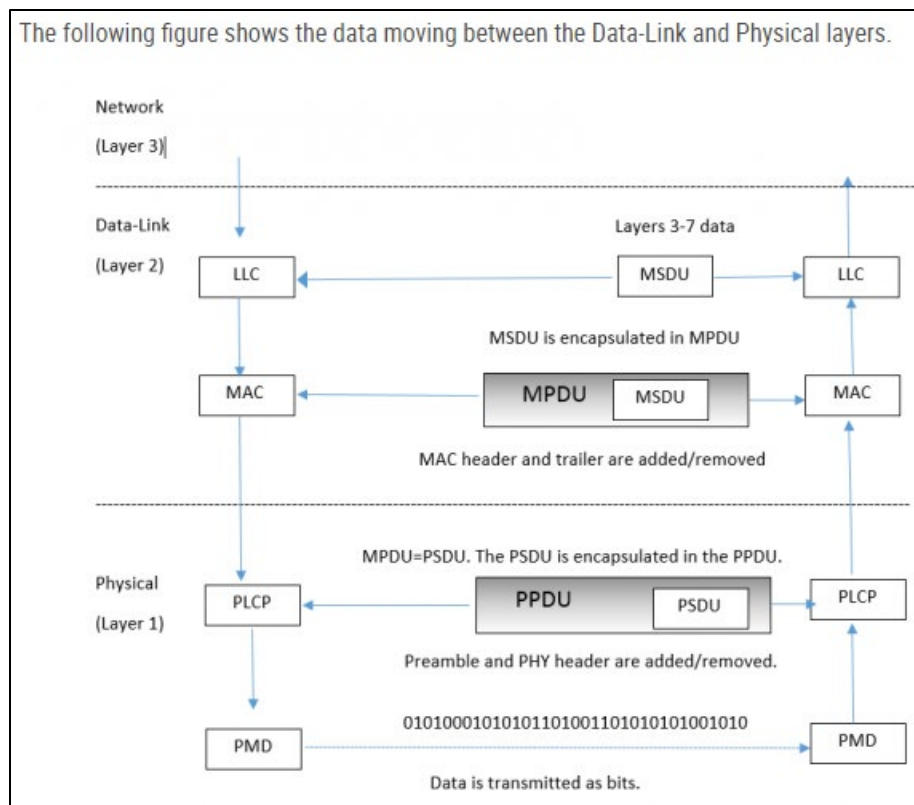 The following figure shows the data moving between the Data-Link and Physical layers.
Network
(Layer 3)
Data-Link
(Layer 2)
Layers 3-7 data
LLC
MSDU
LLC
MSDU is encapsulated in MPDU
MAC
MPDU
MSDU
MAC
MAC header and trailer are added/removed
MPDU=PSDU. The PSDU is encapsulated in the PPDU.
Physical
(Layer 1)
PLCP
PPDU
PSDU
PLCP
Preamble and PHY header are added/removed.
01010001010101101001101010101001010
PMD
PMD
Data is transmitted as bits.